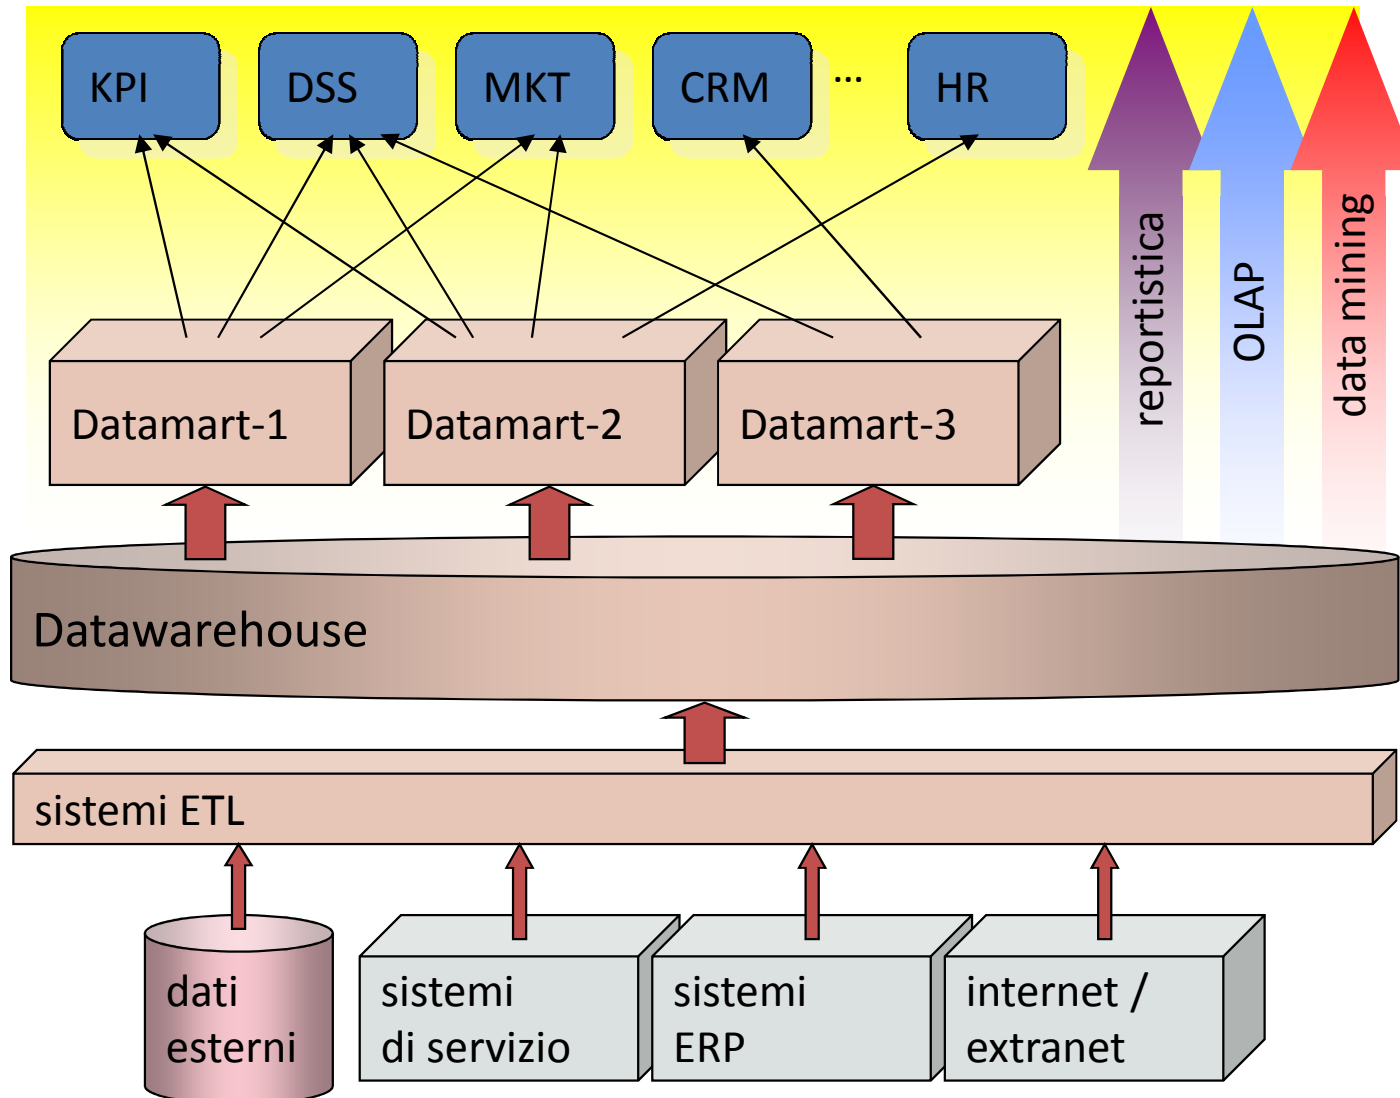 KPI
DSS
MKT
CRM
...
HR
reportistica
OLAP
data mining
Datamart-1
Datamart-2
Datamart-3
Datawarehouse
sistemi ETL
dati
esterni
sistemi
di servizio
sistemi
ERP
internet /
extranet